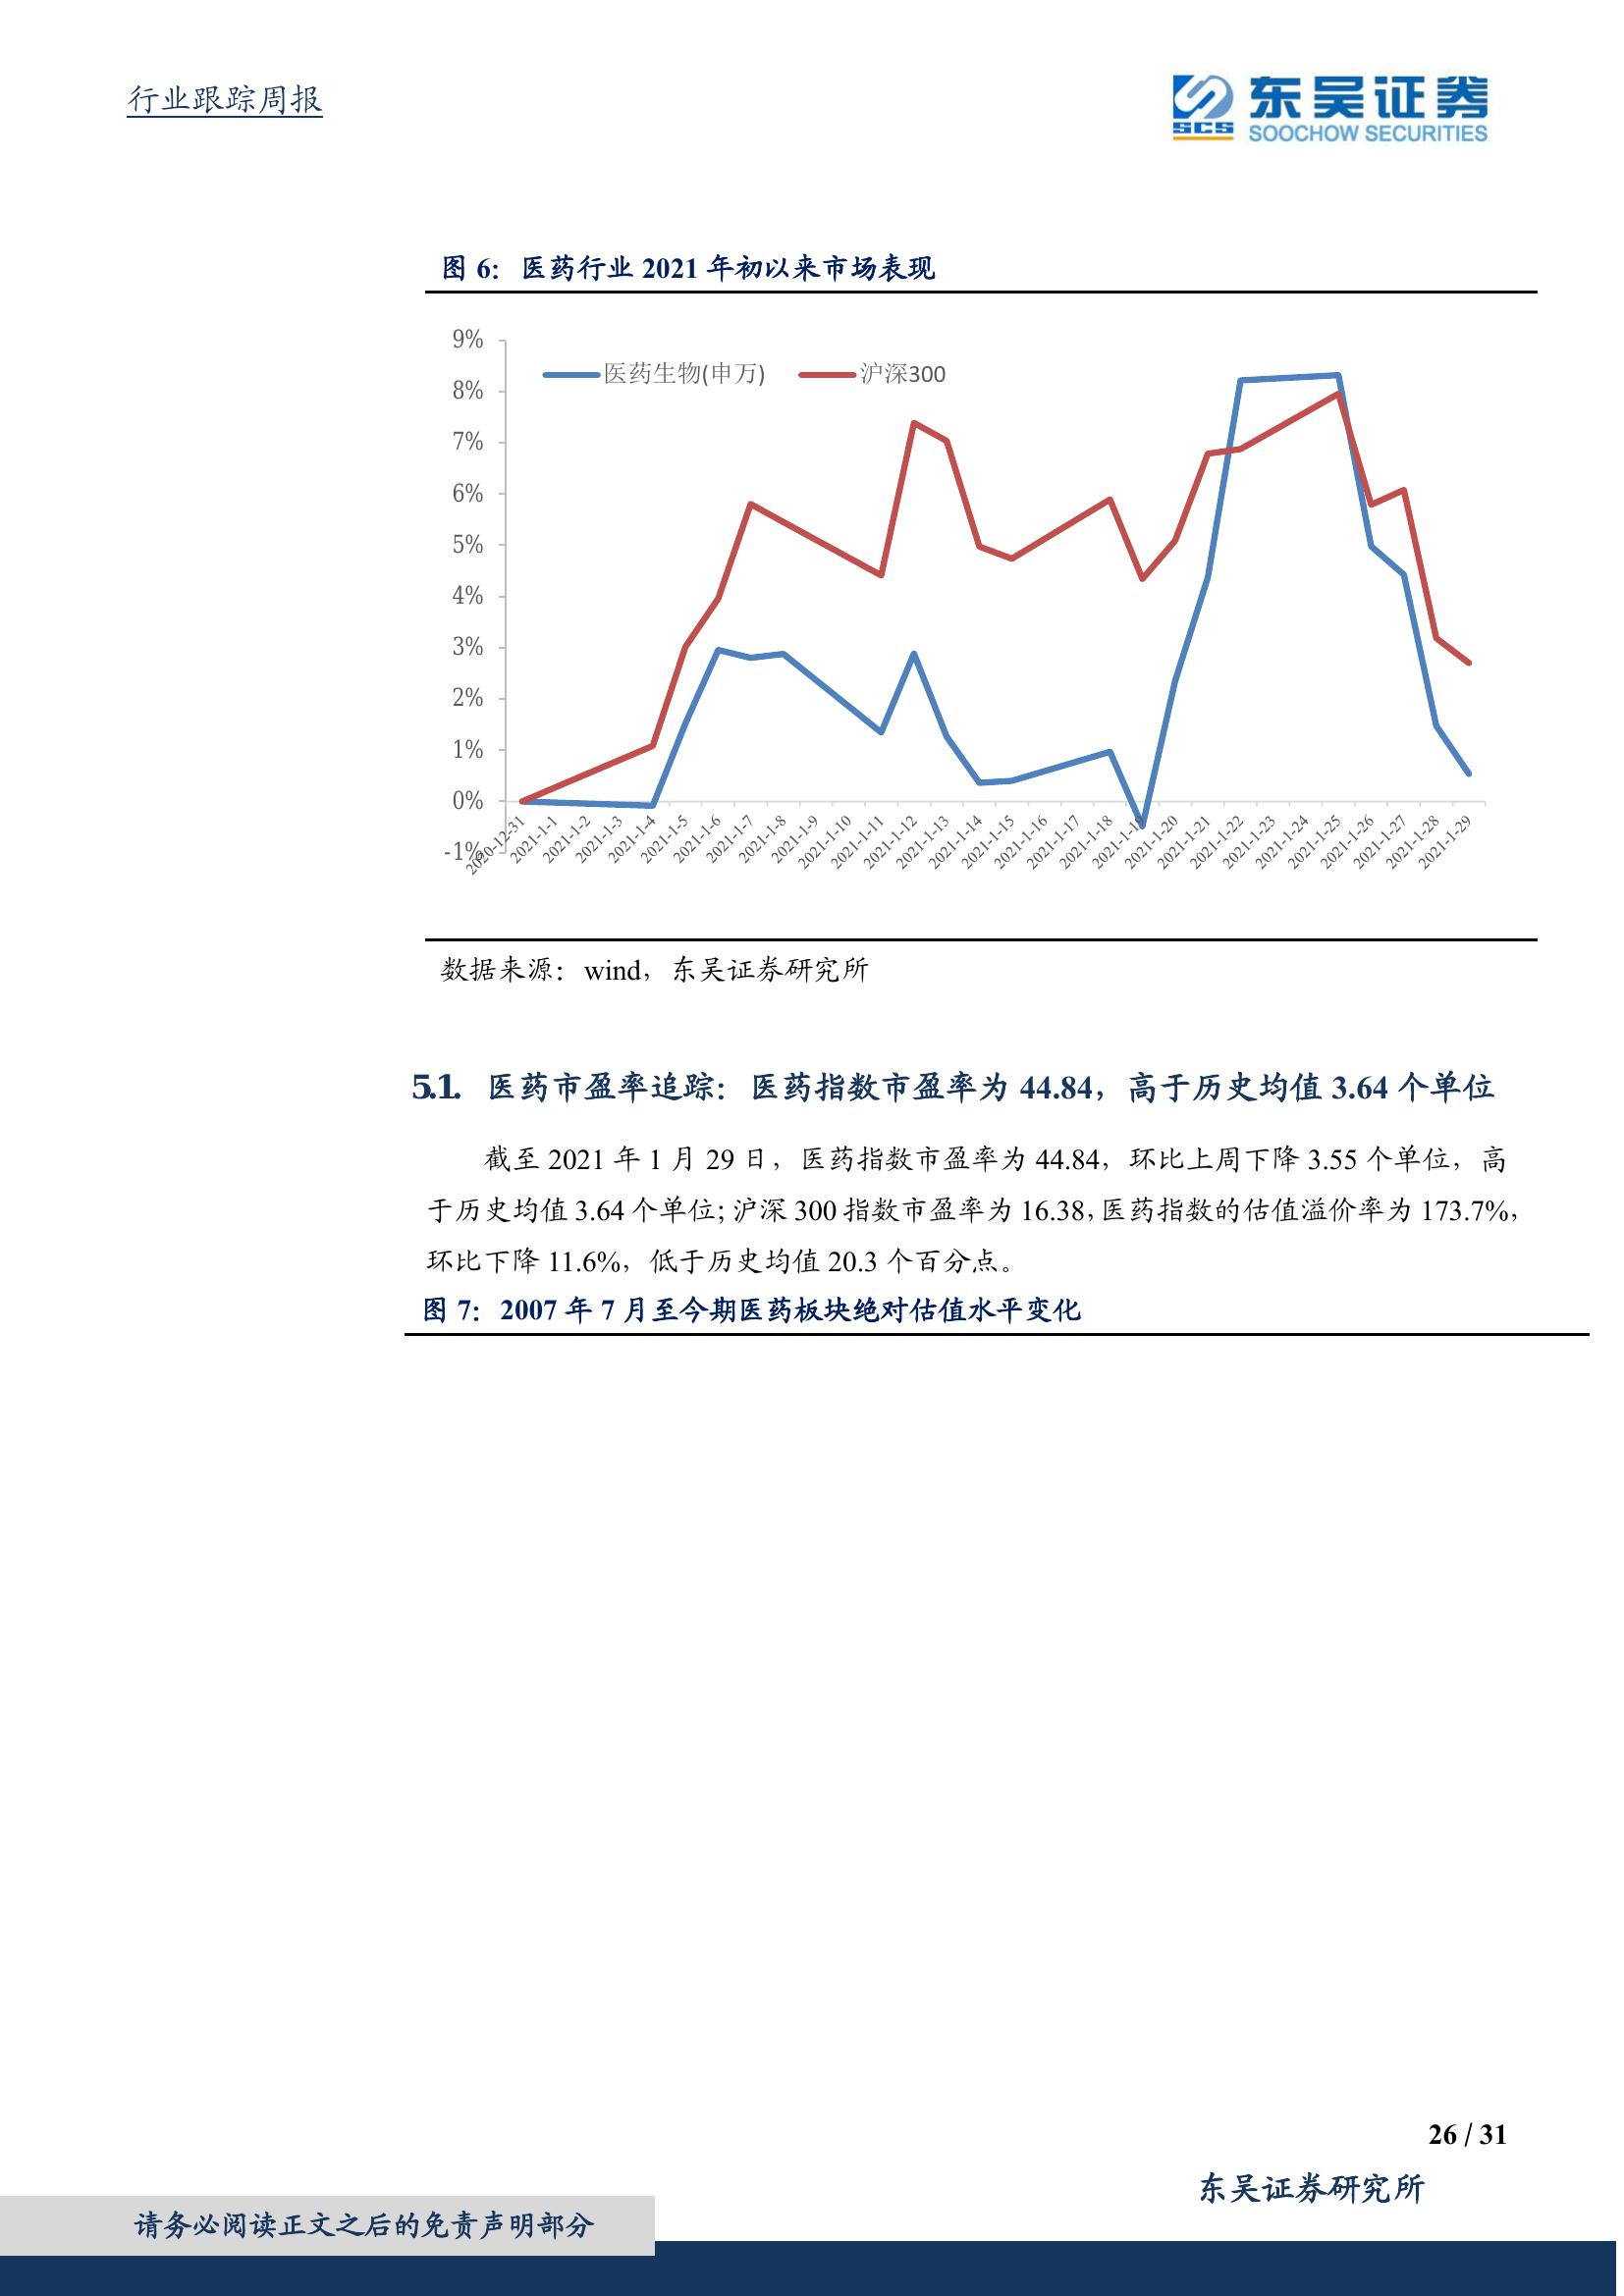 行业跟踪周报
SCS
东吴证券
SOOCHOW SECURITIES
图 6： 医药行业 2021 年初以来市场表现
9%
医药生物(申万) 沪深300
8%
7%
6%
5%
4%
3%
2%
1%
0%
-1%
2020-12-31 2021-1-1 2021-1-2 2021-1-3 2021-1-4 2021-1-5 2021-1-6 2021-1-7 2021-1-8 2021-1-9 2021-1-10 2021-1-11 2021-1-12 2021-1-13 2021-1-14 2021-1-15 2021-1-16 2021-1-17 2021-1-18 2021-1-19 2021-1-20 2021-1-21 2021-1-22 2021-1-23 2021-1-24 2021-1-25 2021-1-26 2021-1-27 2021-1-28 2021-1-29
数据来源：wind，东吴证券研究所
5.1. 医药市盈率追踪：医药指数市盈率为 44.84，高于历史均值 3.64 个单位
截至 2021 年 1 月 29 日，医药指数市盈率为 44.84，环比上周下降 3.55 个单位，高
于历史均值 3.64 个单位；沪深 300 指数市盈率为 16.38，医药指数的估值溢价率为 173.7%，
环比下降 11.6%，低于历史均值 20.3 个百分点。
图 7： 2007 年 7 月至今期医药板块绝对估值水平变化
26 / 31
东吴证券研究所
请务必阅读正文之后的免责声明部分